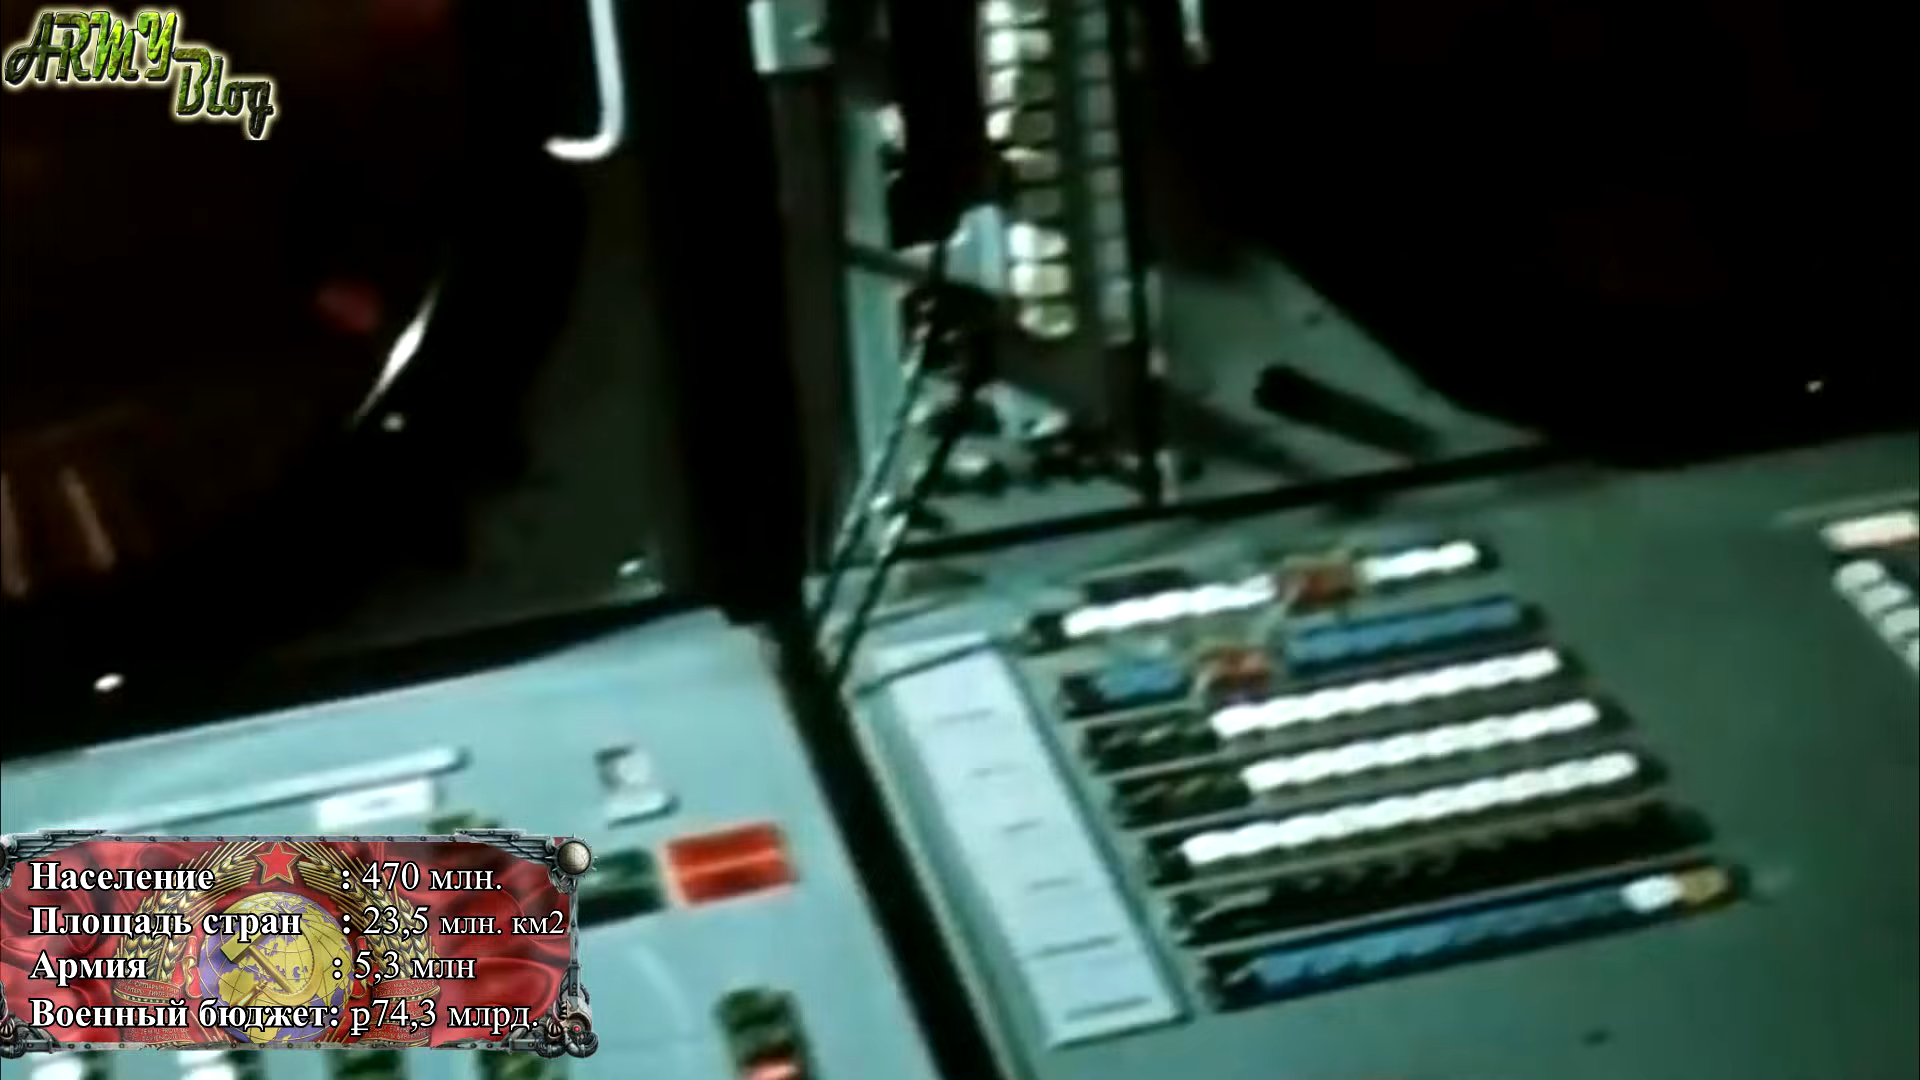 ARMY
Blog
Население : 470 млн.
Площадь стран : 23,5 млн. км2
Армия : 5,3 млн
Военный бюджет: ₽74,3 млрд.